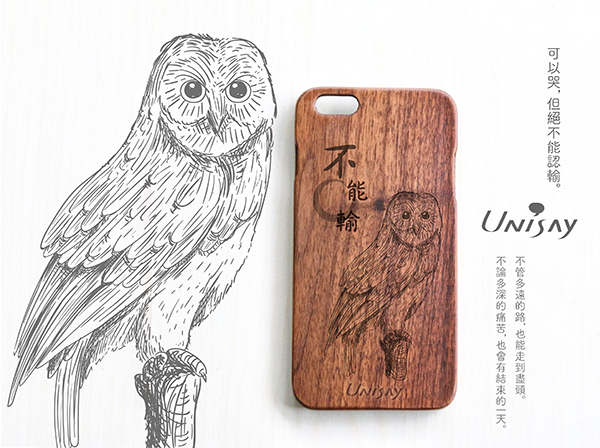 可以哭，但絕不能認輸。
UNISAY
不管多遠的路，也能走到盡頭。
不論多深的痛苦，也會有結束的一天。
不能輸
UNISAY